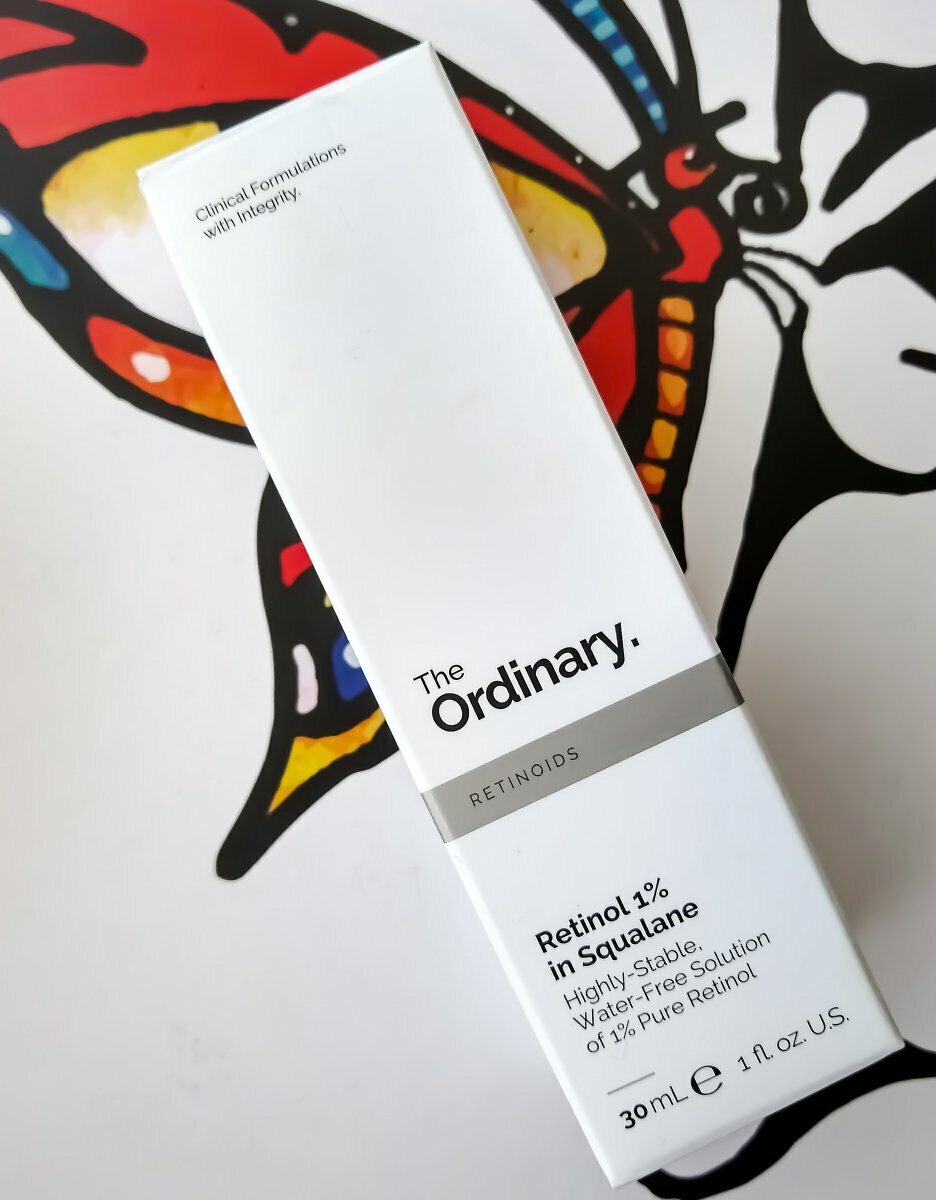 Clinical Formulations
with Integrity.
The
Ordinary.
RETINOIDS
Retinol 1%
in Squalane
Highly-Stable,
Water-Free Solution
of 1% Pure Retinol
30 mL ℮ 1 fl. oz. U.S.